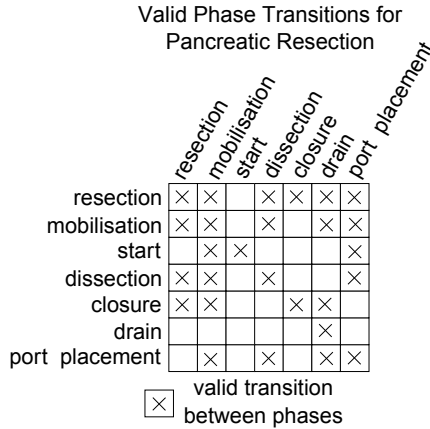 Valid Phase Transitions for
Pancreatic Resection
resection
mobilisation
start
dissection
closure
drain
port placement
resection
mobilisation
start
dissection
closure
drain
port placement
valid transition
between phases